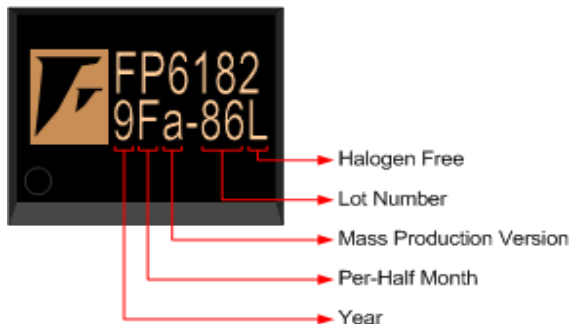 FP6182
9Fa-86L
Halogen Free
Lot Number
Mass Production Version
Per-Half Month
Year